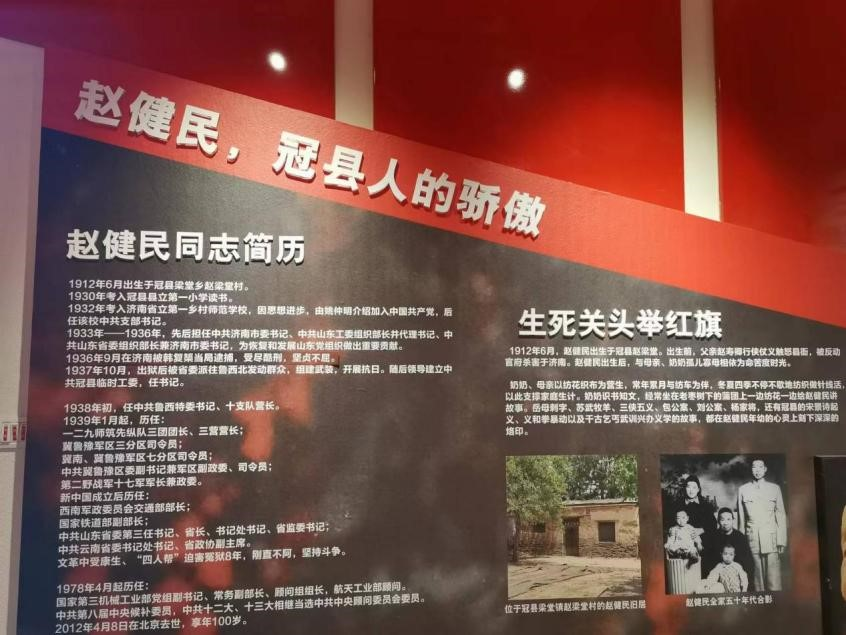 赵健民，冠县人的骄傲
赵健民同志简历
1912年6月出生于冠县梁堂乡赵梁堂村。
1930年考入冠县县立第一小学读书。
1932年考入济南省立第一乡村师范学校，因思想进步，由姚仲明介绍加入中国共产党，后
任该校中共支部书记。
1933年——1936年，先后担任中共济南市委书记、中共山东工委组织部长并代理书记、中
共山东省委组织部长兼济南市委书记，为恢复和发展山东党组织做出重要贡献。
1936年9月在济南被韩复榘当局逮捕，受尽酷刑，坚贞不屈。
1937年10月，出狱后被省委派往鲁西北发动群众，组建武装，开展抗日。随后领导建立中
共冠县临时工委，任书记。
1938年初，任中共鲁西特委书记、十支队营长。
1939年1月起，历任：
一二九师筑先纵队三团团长、三营营长；
冀鲁豫军区三分区司令员；
冀南、冀鲁豫军区七分区司令员；
中共冀鲁豫区委副书记兼军区副政委、司令员；
第二野战军十七军军长兼政委。
新中国成立后历任：
西南军政委员会交通部部长；
国家铁道部副部长；
中共山东省委第三任书记、省长、书记处书记、省监委书记；
中共云南省委书记处书记、省政协副主席。
文革中受康生、“四人帮”迫害冤狱8年，刚直不阿，坚持斗争。
1978年4月起历任：
国家第三机械工业部党组副书记、常务副部长、顾问组组长，航天工业部顾问。
中共第八届中央候补委员，中共十二大、十三大相继当选中共中央顾问委员会委员。
2012年4月8日在北京去世，享年100岁。
生死关头举红旗
1912年6月，赵健民出生于冠县赵梁堂。出生前，父亲赵寿卿行侠仗义触怒县衙，被反动
官府杀害于济南。赵健民出生后，与母亲、奶奶孤儿寡母相依为命苦度时光。
奶奶、母亲以纺花织布为营生，常年累月与纺车为伴，冬夏四季不停不歇地纺织做针线活，
以此支撑家庭生计。奶奶识书知文，经常坐在老枣树下的蒲团上一边纺花一边给赵健民讲
故事。岳母刺字、苏武牧羊、三侠五义、包公案、刘公案、杨家将，还有冠县的宋景诗起
义、义和拳暴动以及千古乞丐武训兴办义学的故事，都在赵健民年幼的心灵上刻下深深的
烙印。
位于冠县梁堂镇赵梁堂村的赵健民旧居
赵健民全家五十年代合影